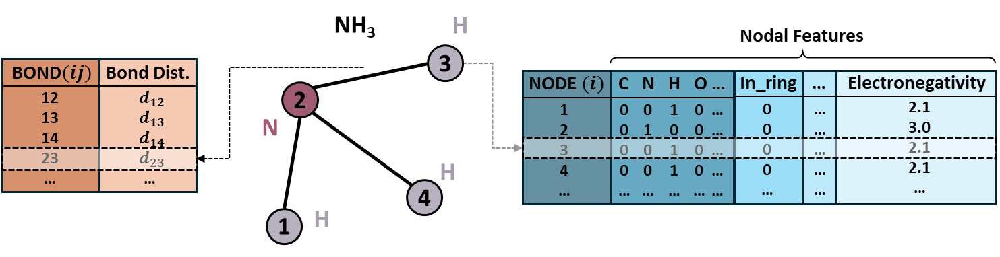 NH3
H
3
2
N
H
4
1
H
BOND(ij) Bond Dist.
12 d12
13 d13
14 d14
23 d23
... ...
Nodal Features
NODE (i) C N H O ... In_ring ... Electronegativity
1 0 0 1 0 ... 0 ... 2.1
2 0 1 0 0 ... 0 ... 3.0
3 0 0 1 0 ... 0 ... 2.1
4 0 0 1 0 ... 0 ... 2.1
... ... ... ... ... ... ... ... ...